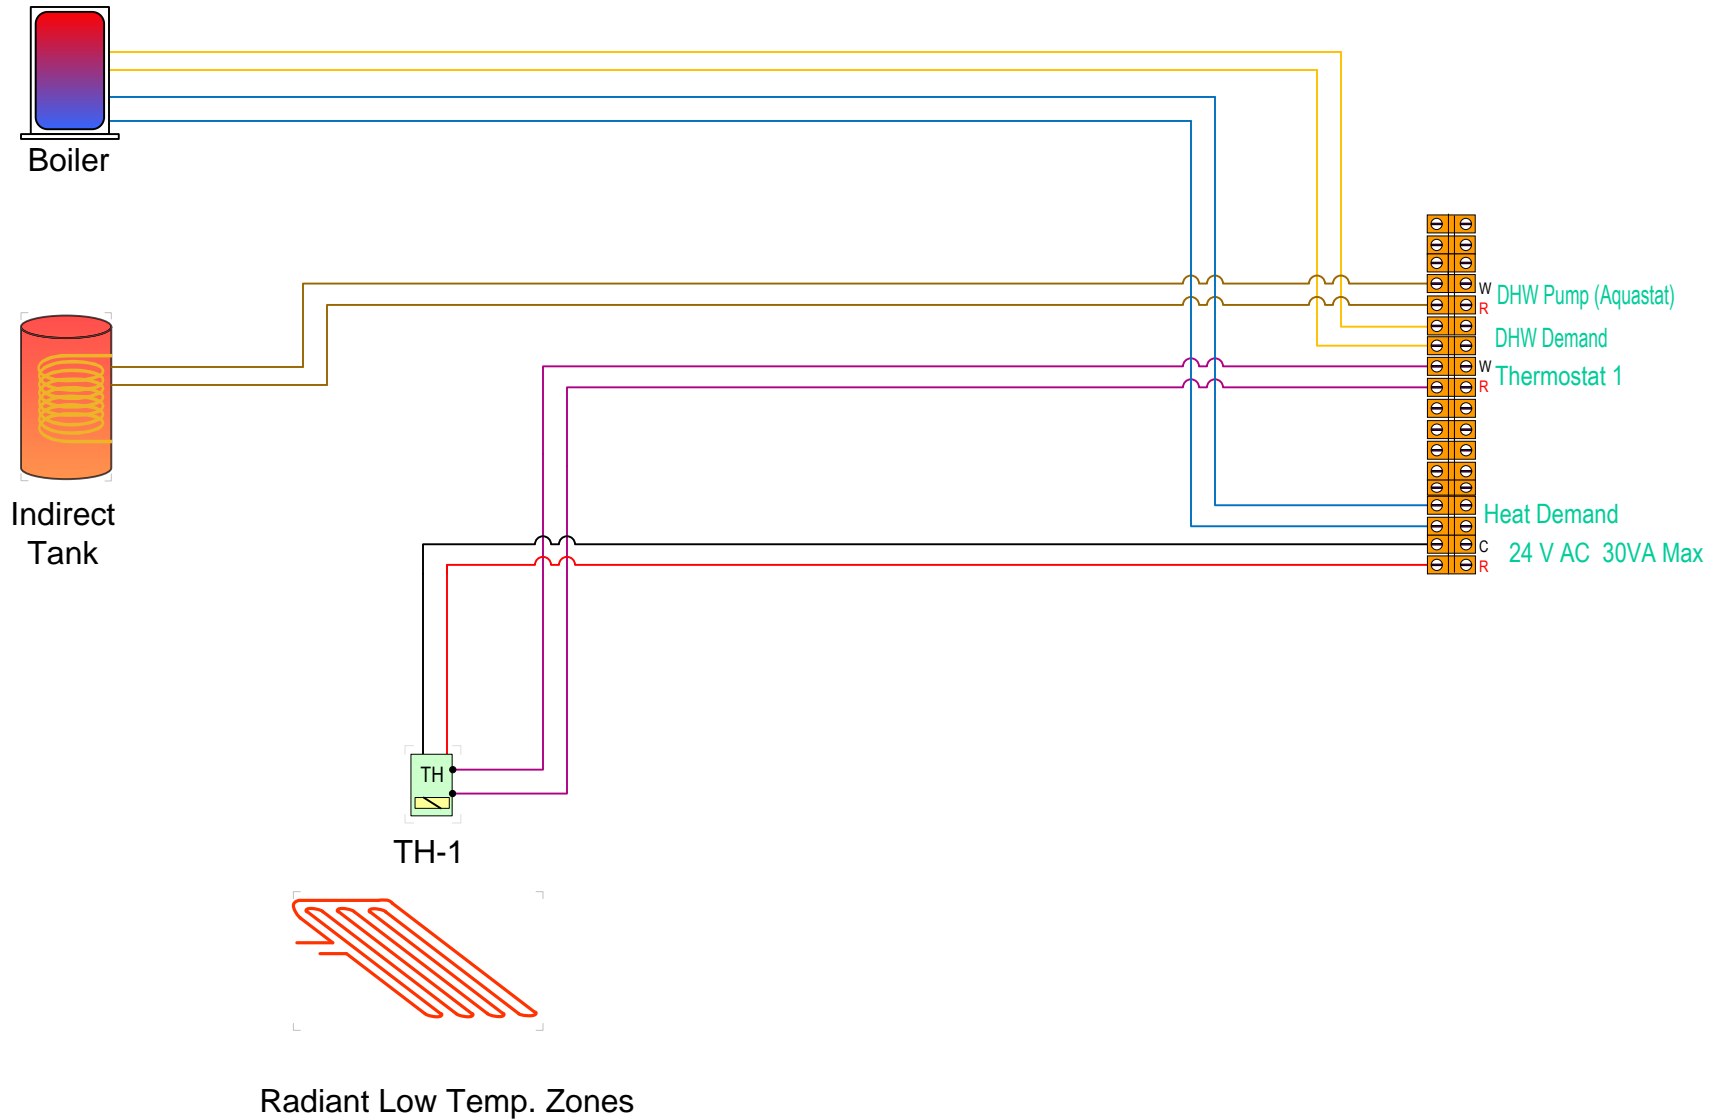 Boiler
W
DHW Pump (Aquastat)
R
DHW Demand
W
Thermostat 1
R
Indirect
Tank
Heat Demand
C
24 V AC 30VA Max
R
TH
TH-1
Radiant Low Temp. Zones